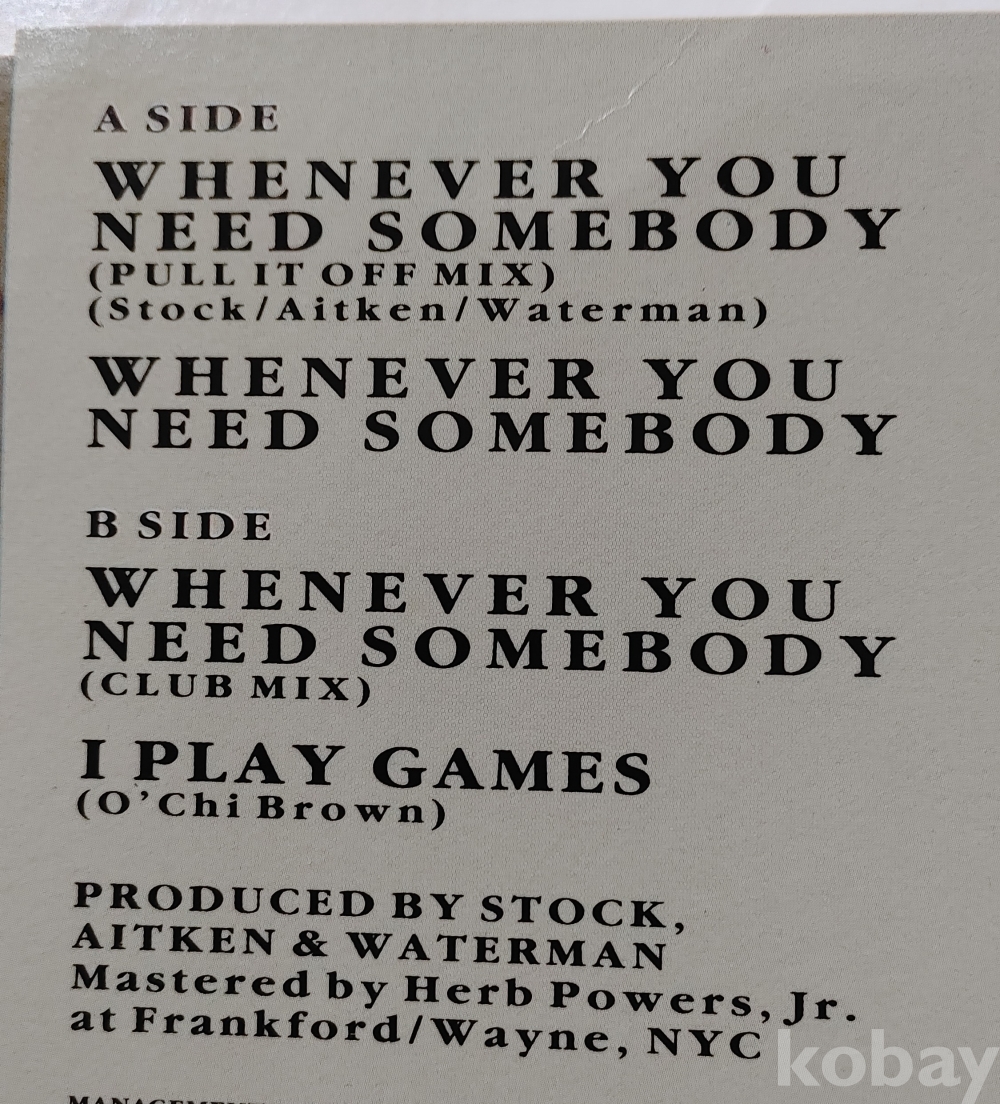 A SIDE
WHENEVER YOU
NEED SOMEBODY
(PULL IT OFF MIX)
(Stock/Aitken/Waterman)
WHENEVER YOU
NEED SOMEBODY
B SIDE
WHENEVER YOU
NEED SOMEBODY
(CLUB MIX)
I PLAY GAMES
(O'Chi Brown)
PRODUCED BY STOCK,
AITKEN & WATERMAN
Mastered by Herb Powers, Jr.
at Frankford/Wayne, NYC
kobay